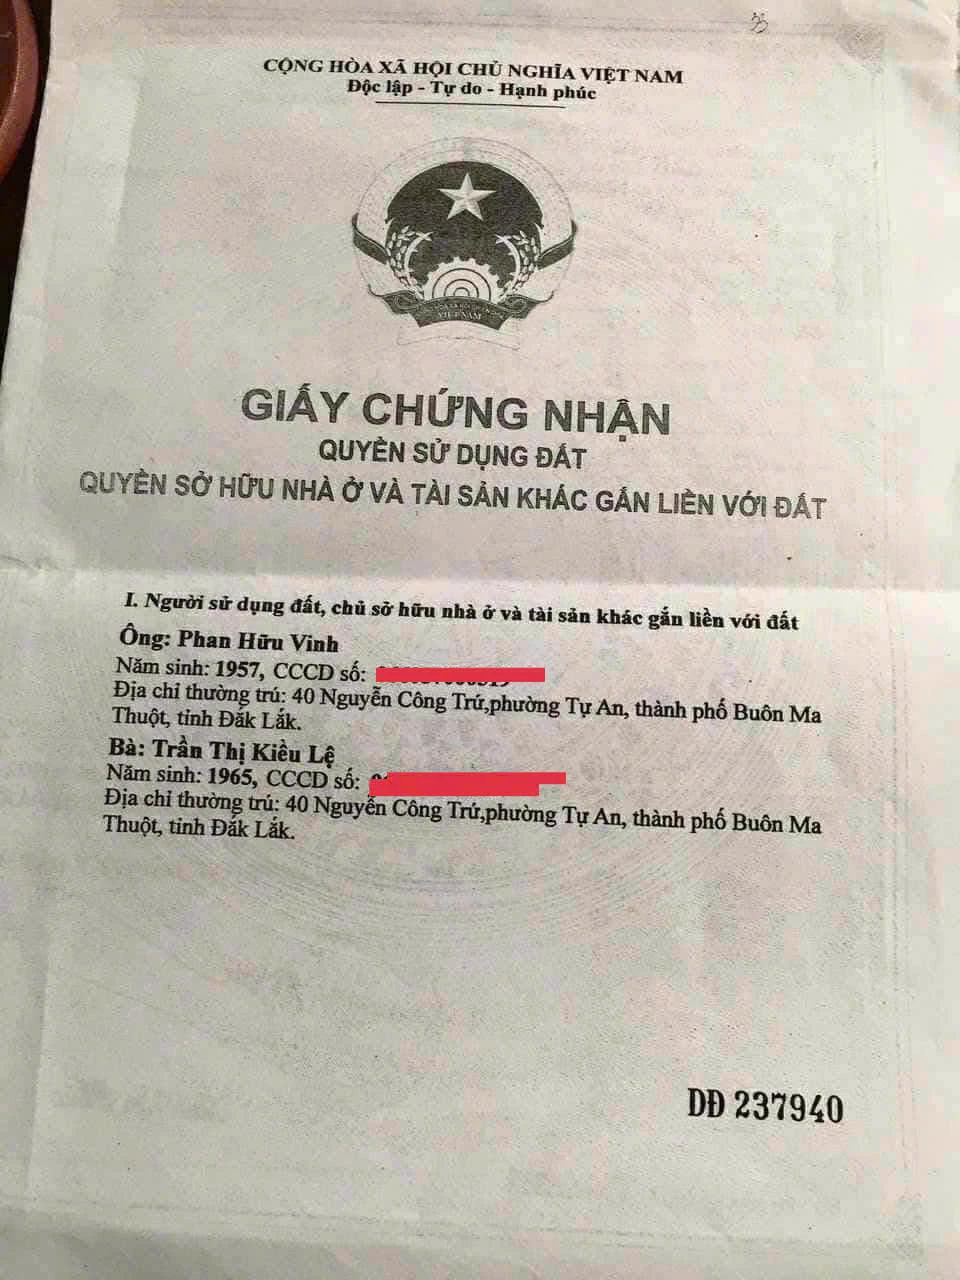 CỘNG HÒA XÃ HỘI CHỦ NGHĨA VIỆT NAM
Độc lập - Tự do - Hạnh phúc
VIỆT NAM
GIẤY CHỨNG NHẬN
QUYỀN SỬ DỤNG ĐẤT
QUYỀN SỞ HỮU NHÀ Ở VÀ TÀI SẢN KHÁC GẮN LIỀN VỚI ĐẤT
I. Người sử dụng đất, chủ sở hữu nhà ở và tài sản khác gắn liền với đất
Ông: Phan Hữu Vinh
Năm sinh: 1957, CCCD số:
Địa chỉ thường trú: 40 Nguyễn Công Trứ,phường Tự An, thành phố Buôn Ma
Thuột, tỉnh Đắk Lắk.
Bà: Trần Thị Kiều Lệ
Năm sinh: 1965, CCCD số:
Địa chỉ thường trú: 40 Nguyễn Công Trứ,phường Tự An, thành phố Buôn Ma
Thuột, tỉnh Đắk Lắk.
DĐ 237940